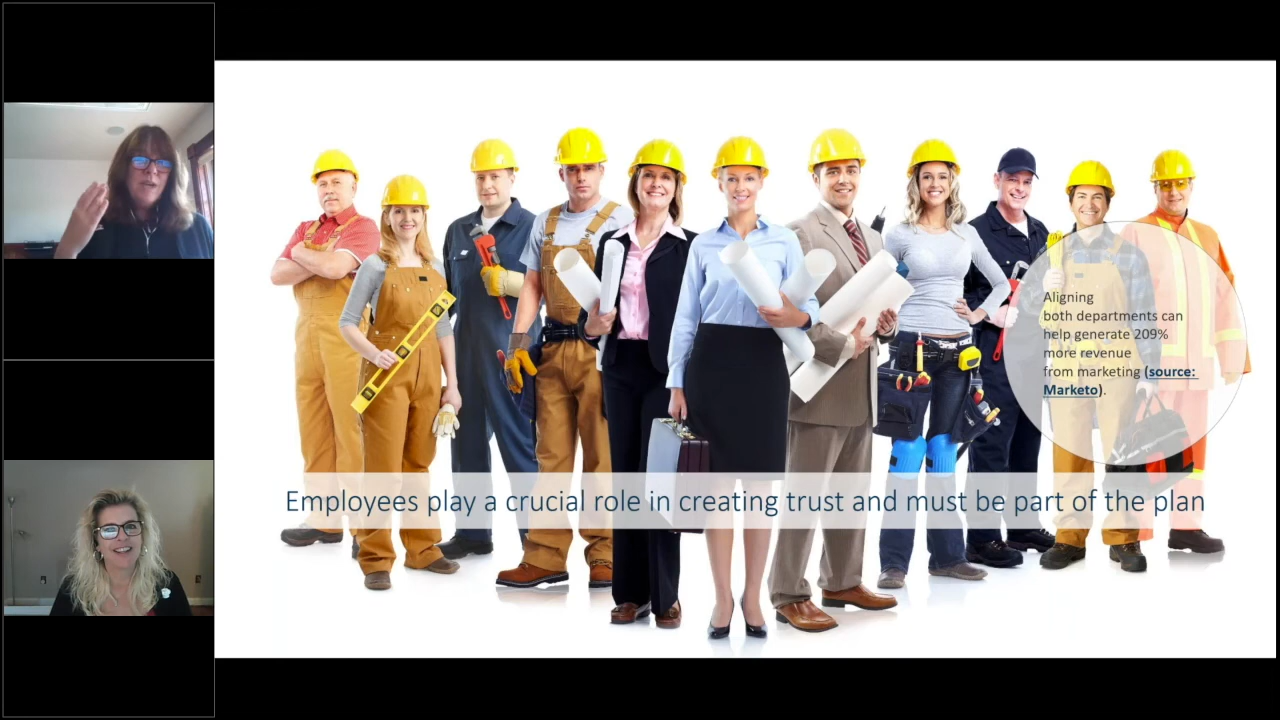 Aligning
both departments can
help generate 209%
more revenue
from marketing (source:
Marketo).
Employees play a crucial role in creating trust and must be part of the plan